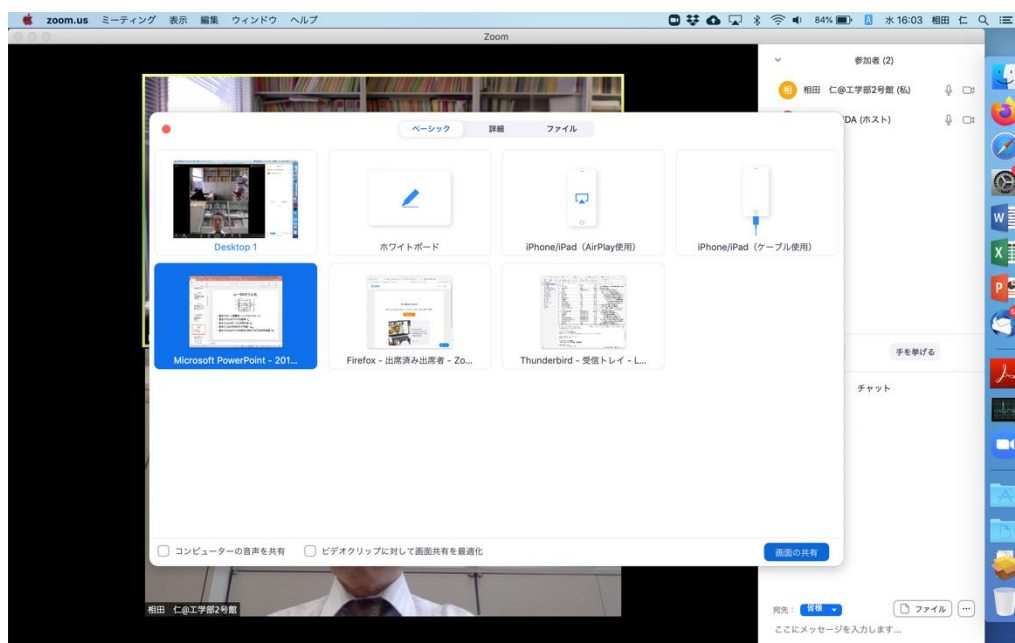 zoom.us ミーティング 表示 編集 ウィンドウ ヘルプ 84% 水 16:03 相田 仁
Zoom
参加者 (2)
相 相田 仁@工学部2号館 (私)
DA (ホスト)
ベーシック 詳細 ファイル
Desktop 1 ホワイトボード iPhone/iPad（AirPlay使用） iPhone/iPad（ケーブル使用）
Microsoft PowerPoint - 201... Firefox - 出席済み出席者 - Zo... Thunderbird - 受信トレイ - L...
手を挙げる
チャット
コンピューターの音声を共有 ビデオクリップに対して画面共有を最適化 画面の共有
相田 仁@工学部2号館
宛先： 皆様 ファイル ...
ここにメッセージを入力します...